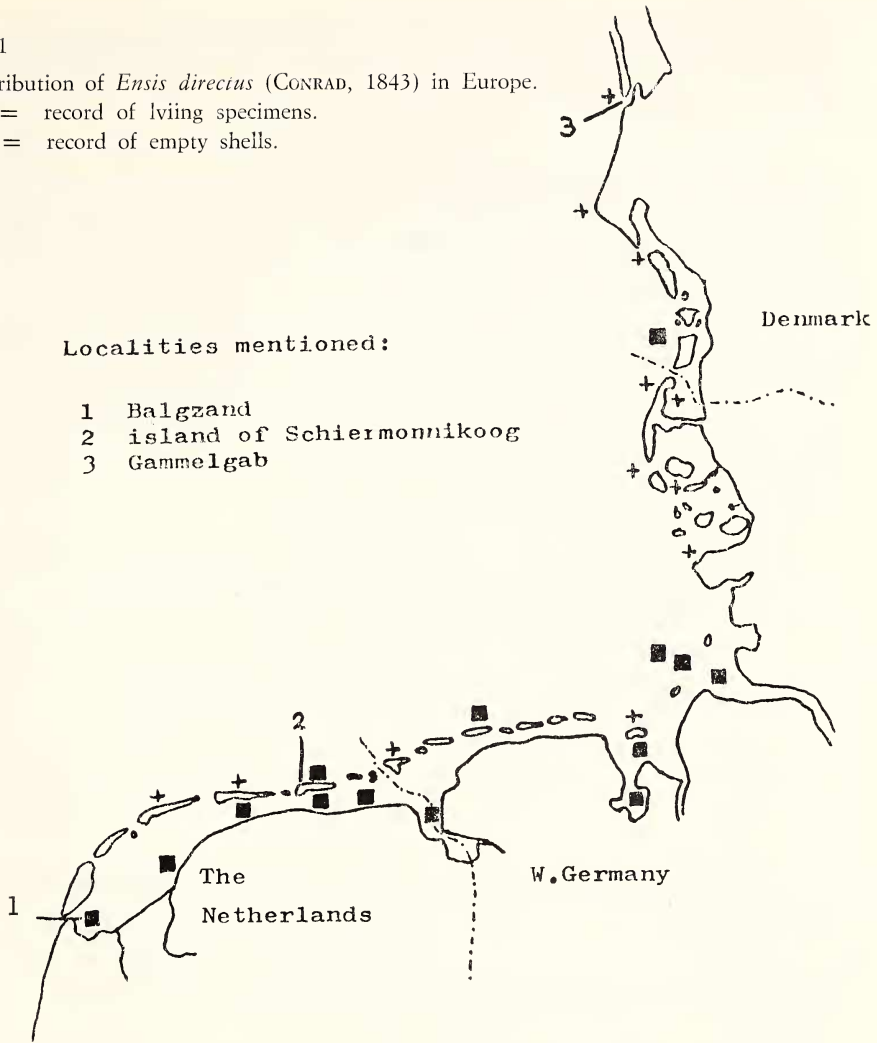 1
ribution of Ensis directus (CONRAD, 1843) in Europe.
= record of lviing specimens.
= record of empty shells.
3
Denmark
Localities mentioned:
1 Balgzand
2 island of Schiermonnikoog
3 Gammelgab
2
The
Netherlands
W.Germany
1